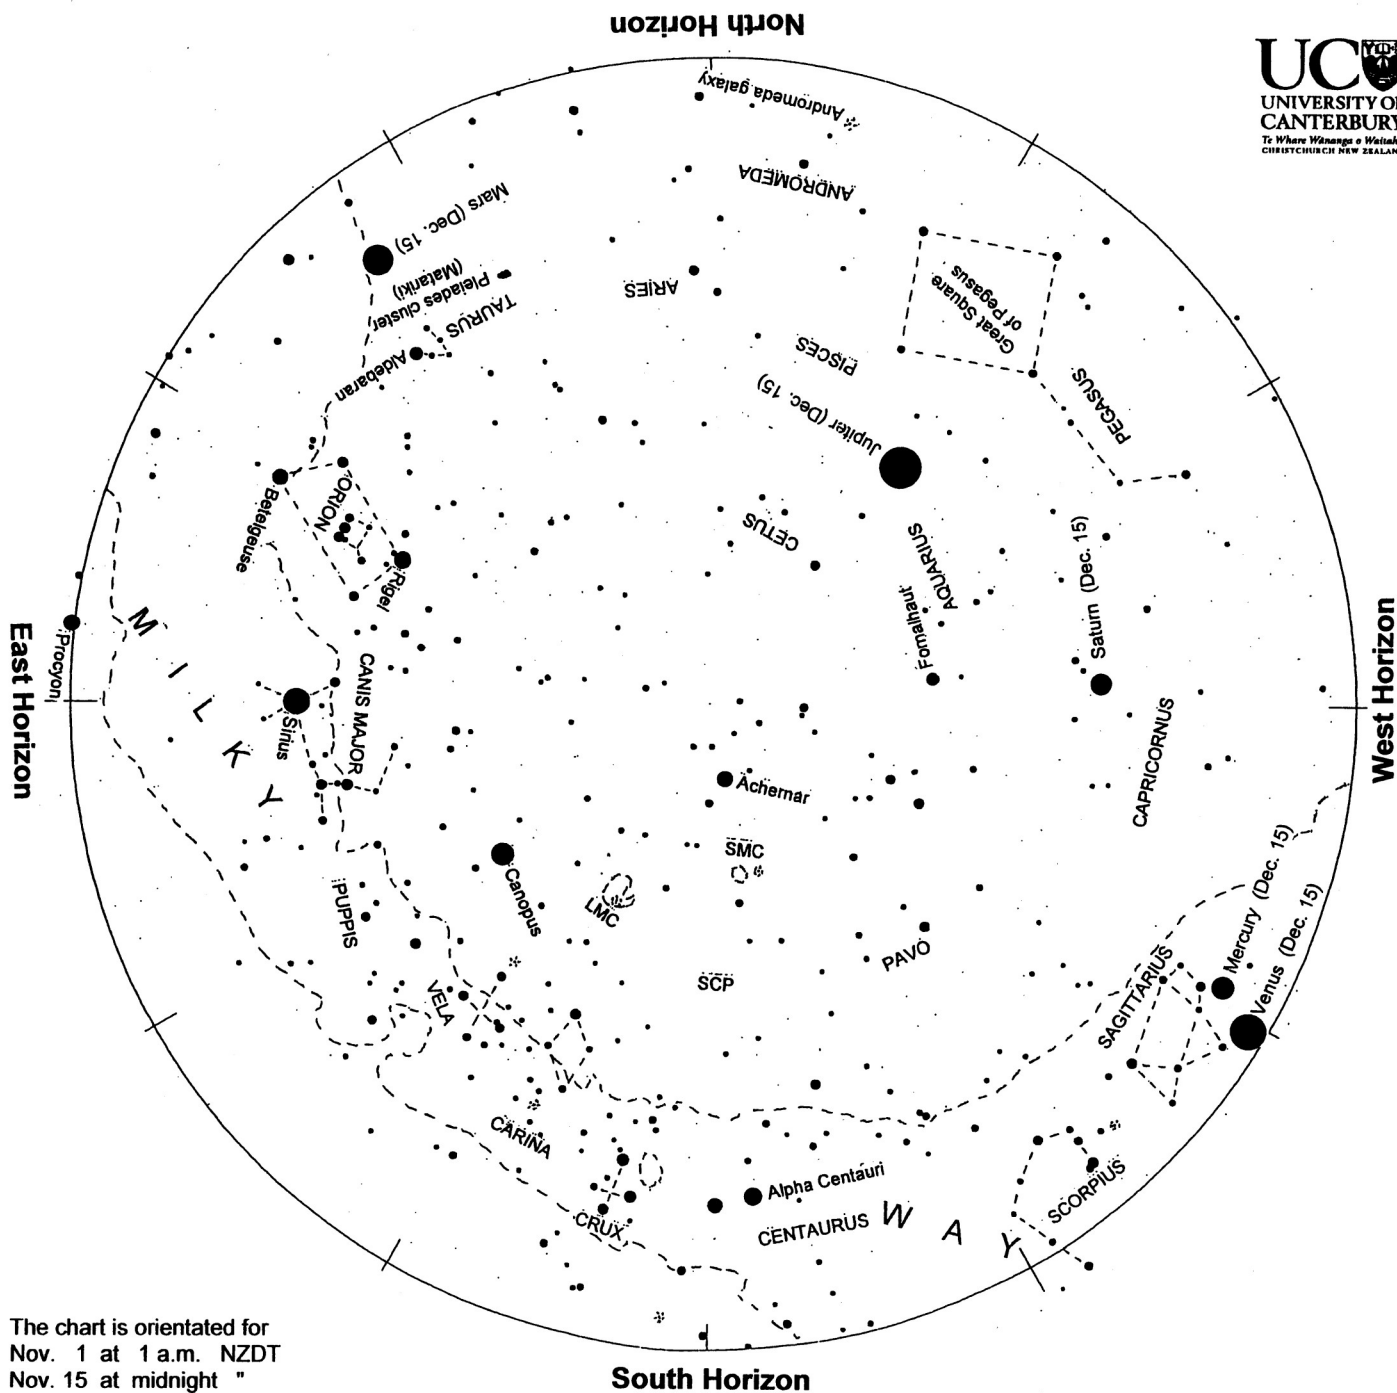 North Horizon
UC
UNIVERSITY OF
CANTERBURY
Te Whare Wānanga o Waitaha
CHRISTCHURCH NEW ZEALAND
Andromeda galaxy
ANDROMEDA
Mars (Dec. 15)
Pleiades cluster
(Matariki)
TAURUS
Aldebaran
ARIES
Great Square
of Pegasus
PISCES
PEGASUS
Jupiter (Dec. 15)
ORION
Betelgeuse
Rigel
CETUS
AQUARIUS
Fomalhaut
Saturn (Dec. 15)
East Horizon
Procyon
MILKY
CANIS MAJOR
Sirius
West Horizon
CAPRICORNUS
Achernar
SMC
Canopus
LMC
PUPPIS
PAVO
SCP
VELA
SAGITTARIUS
Mercury (Dec. 15)
Venus (Dec. 15)
CARINA
CRUX
Alpha Centauri
CENTAURUS
WAY
SCORPIUS
The chart is orientated for
Nov. 1 at 1 a.m. NZDT
Nov. 15 at midnight "
South Horizon